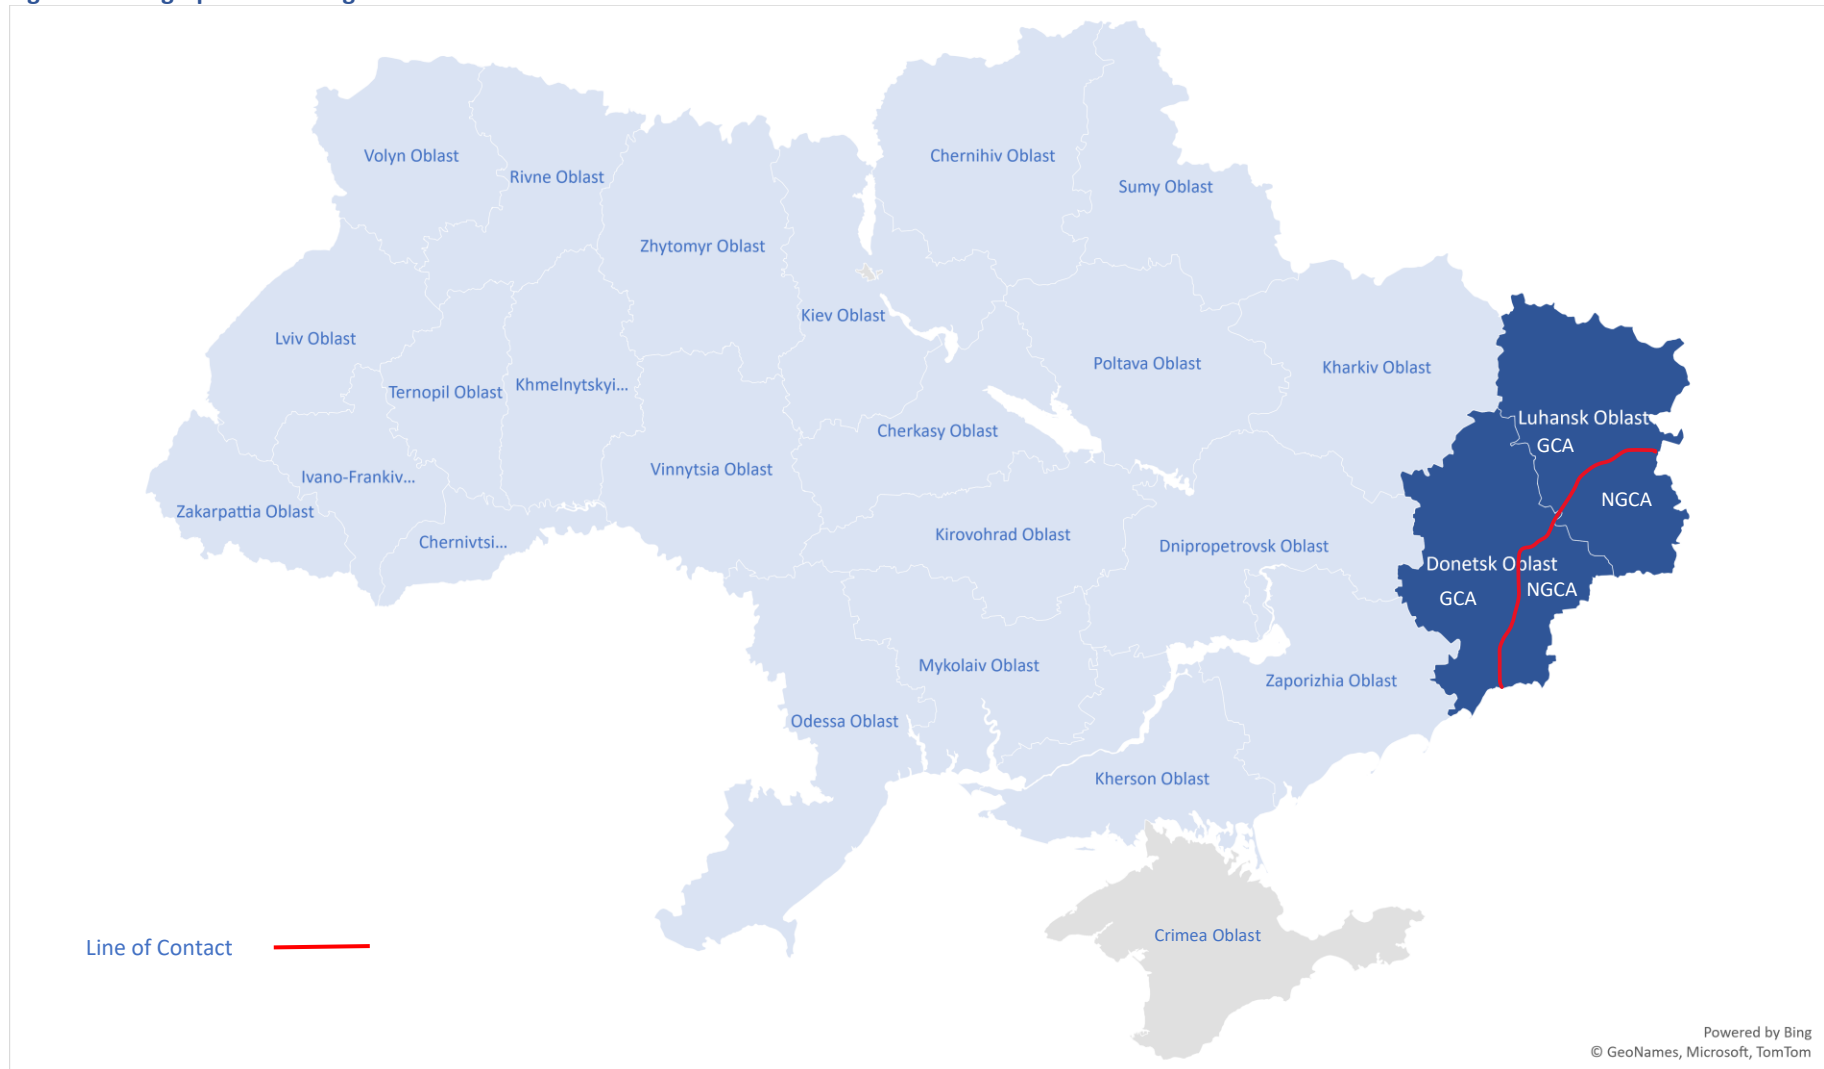 Volyn Oblast
Rivne Oblast
Chernihiv Oblast
Sumy Oblast
Zhytomyr Oblast
Kiev Oblast
Lviv Oblast
Ternopil Oblast
Khmelnytskyi...
Poltava Oblast
Kharkiv Oblast
Luhansk Oblast
GCA
NGCA
Cherkasy Oblast
Vinnytsia Oblast
Ivano-Frankiv...
Zakarpattia Oblast
Chernivtsi...
Kirovohrad Oblast
Dnipropetrovsk Oblast
Donetsk Oblast
GCA
NGCA
Mykolaiv Oblast
Zaporizhia Oblast
Odessa Oblast
Kherson Oblast
Crimea Oblast
Line of Contact
Powered by Bing
© GeoNames, Microsoft, TomTom